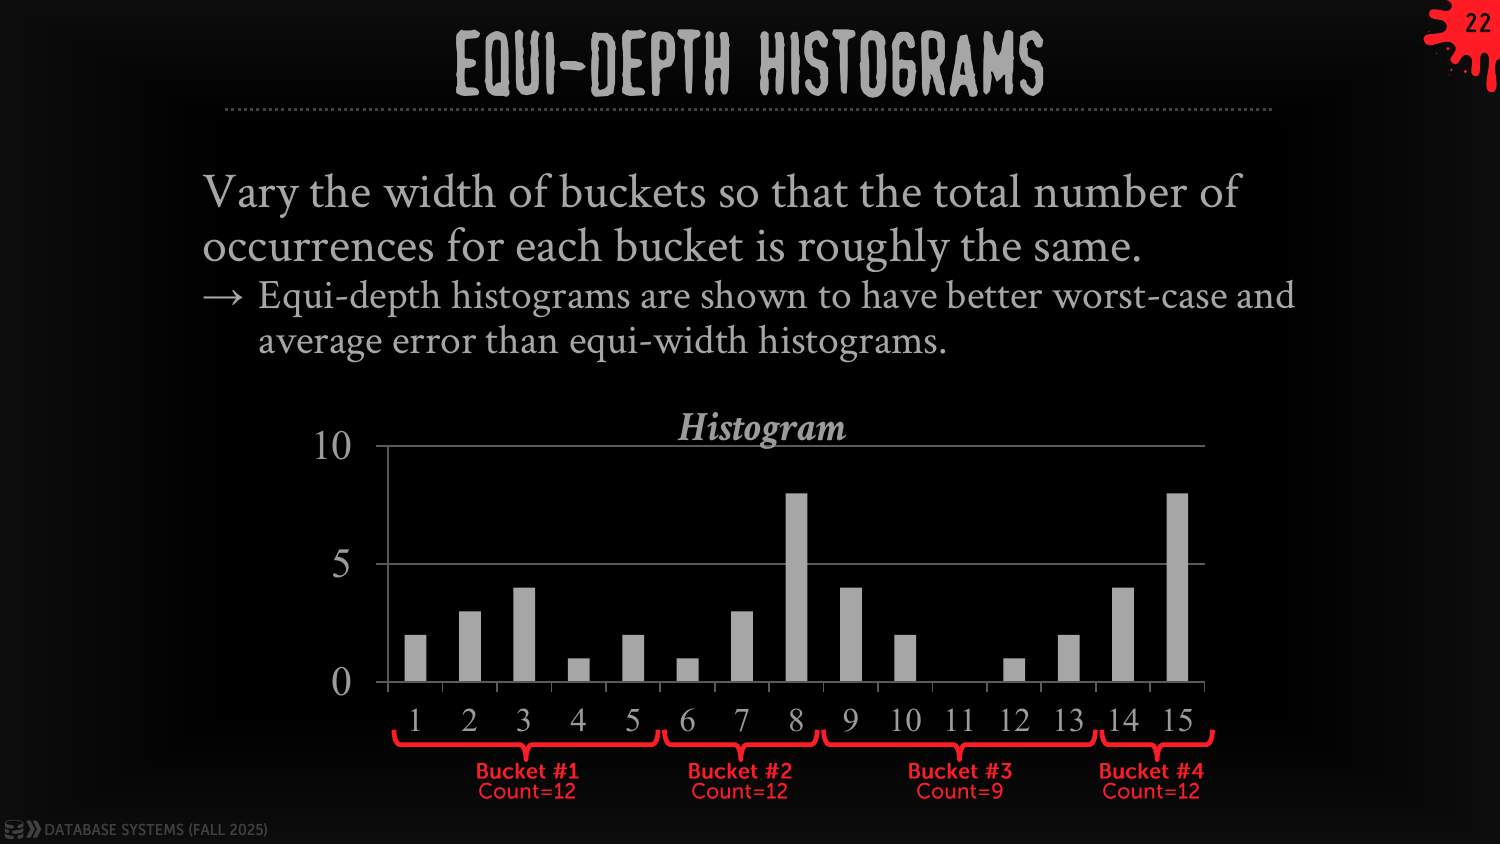 EQUI-DEPTH HISTOGRAMS
22
Vary the width of buckets so that the total number of
occurrences for each bucket is roughly the same.
→ Equi-depth histograms are shown to have better worst-case and
average error than equi-width histograms.
Histogram
10
5
0
1 2 3 4 5 6 7 8 9 10 11 12 13 14 15
Bucket #1 Bucket #2 Bucket #3 Bucket #4
Count=12 Count=12 Count=9 Count=12
DATABASE SYSTEMS (FALL 2025)